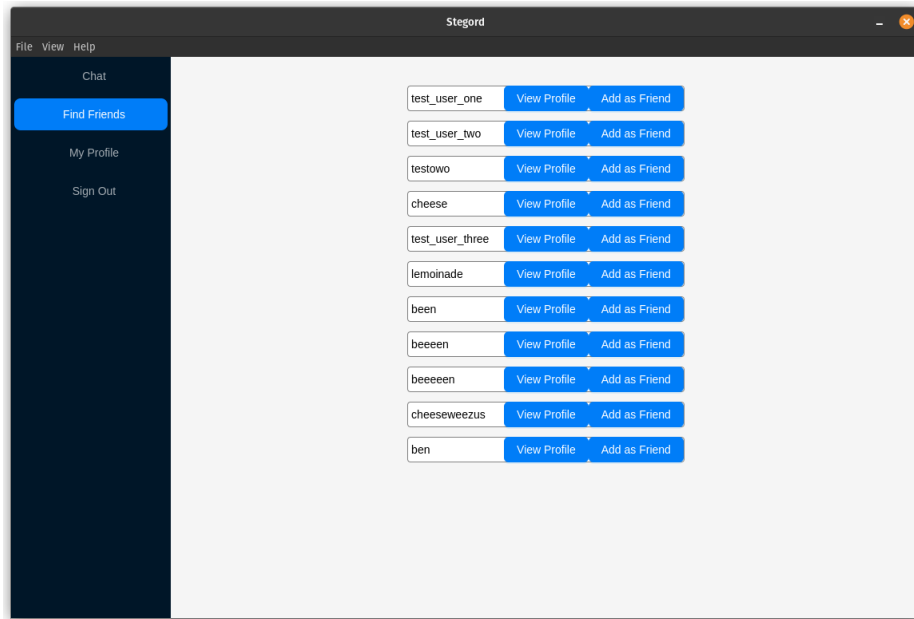 Stegord
File View Help
Chat
Find Friends
My Profile
Sign Out
test_user_one View Profile Add as Friend
test_user_two View Profile Add as Friend
testowo View Profile Add as Friend
cheese View Profile Add as Friend
test_user_three View Profile Add as Friend
lemoinade View Profile Add as Friend
been View Profile Add as Friend
beeeen View Profile Add as Friend
beeeeen View Profile Add as Friend
cheeseweezus View Profile Add as Friend
ben View Profile Add as Friend